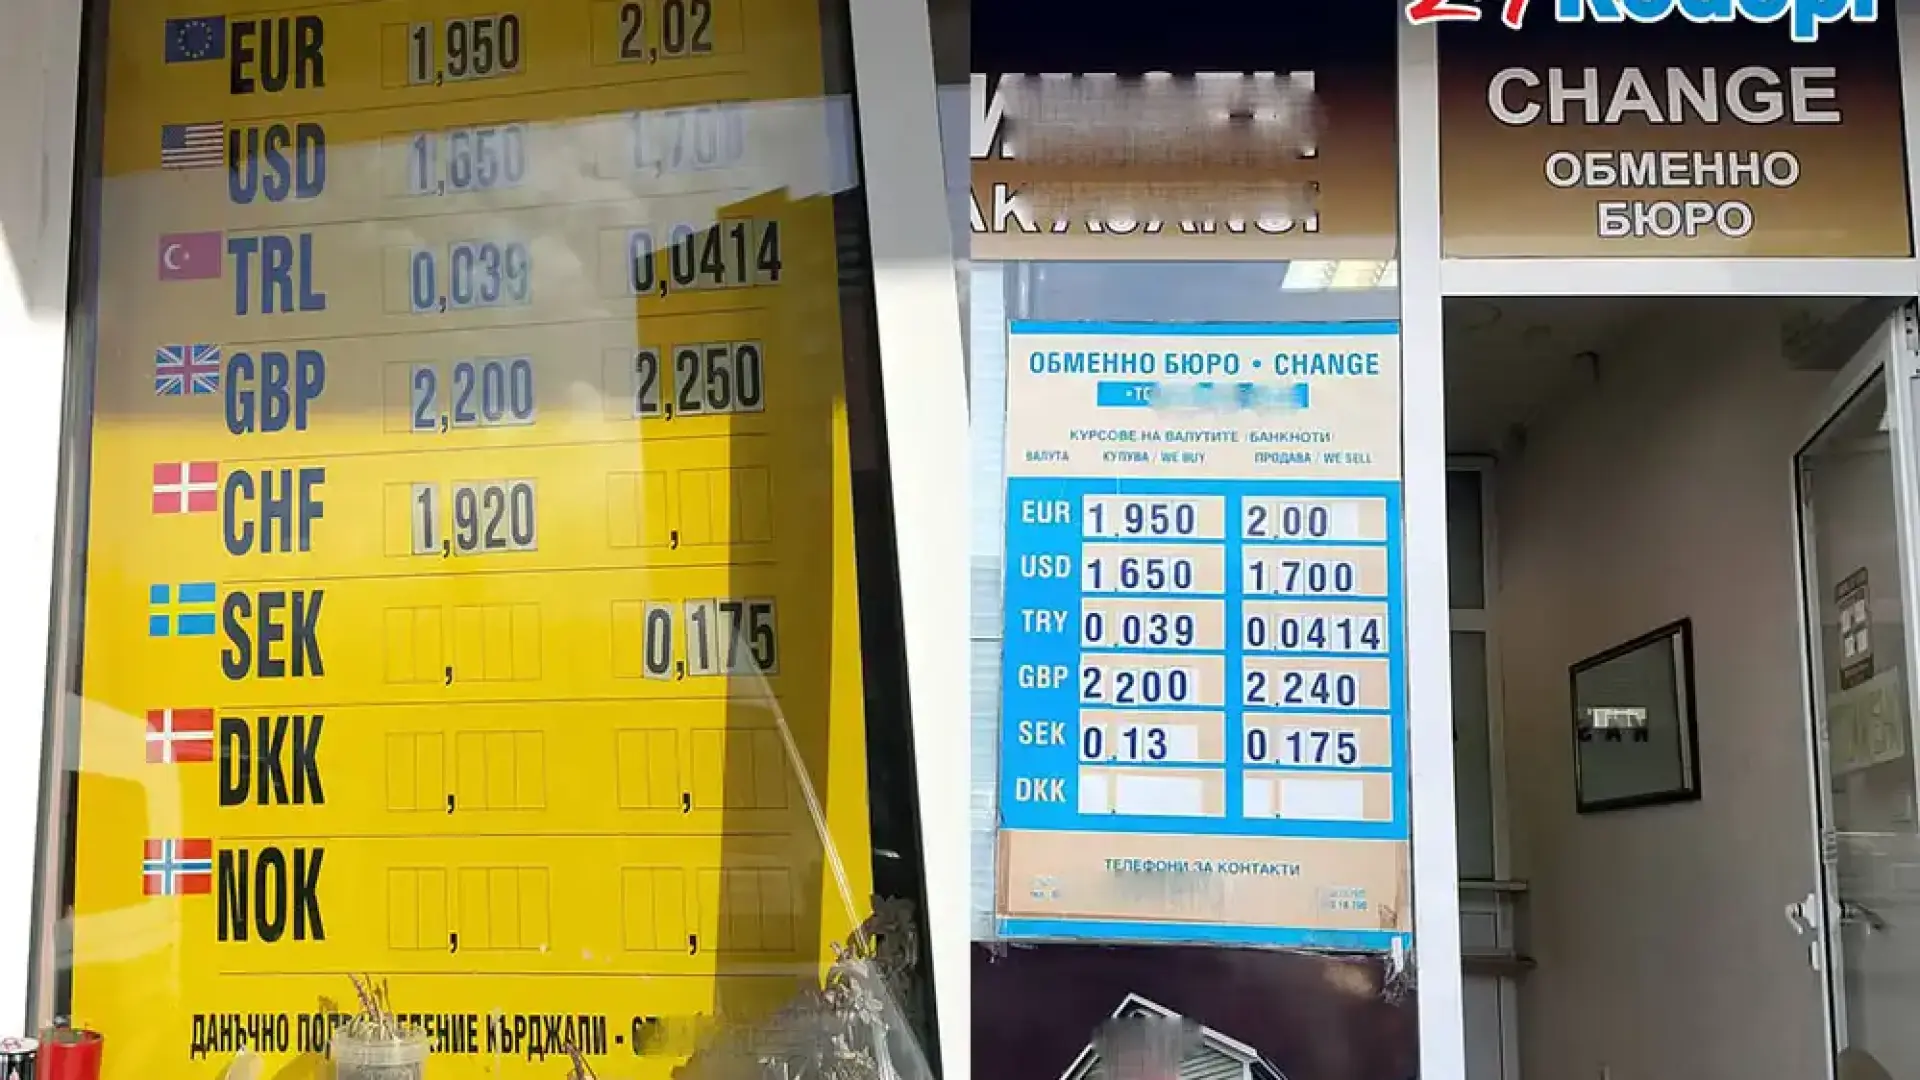 EUR 1,950 2,02
USD 1,650 1,700
TRL 0,039 0,0414
GBP 2,200 2,250
CHF 1,920 ,
SEK , 0,175
DKK , ,
NOK , ,
ДАНЪЧНО КЪРДЖАЛИ -
24Rodopi
CHANGE
ОБМЕННО
БЮРО
ОБМЕННО БЮРО • CHANGE
КУРСОВЕ НА ВАЛУТИТЕ / БАНКНОТИ
ВАЛУТА КУПУВА / WE BUY ПРОДАВА / WE SELL
EUR 1.950 2.00
USD 1.650 1.700
TRY 0.039 0.0414
GBP 2.200 2.240
SEK 0.13 0.175
DKK . .
ТЕЛЕФОНИ ЗА КОНТАКТИ